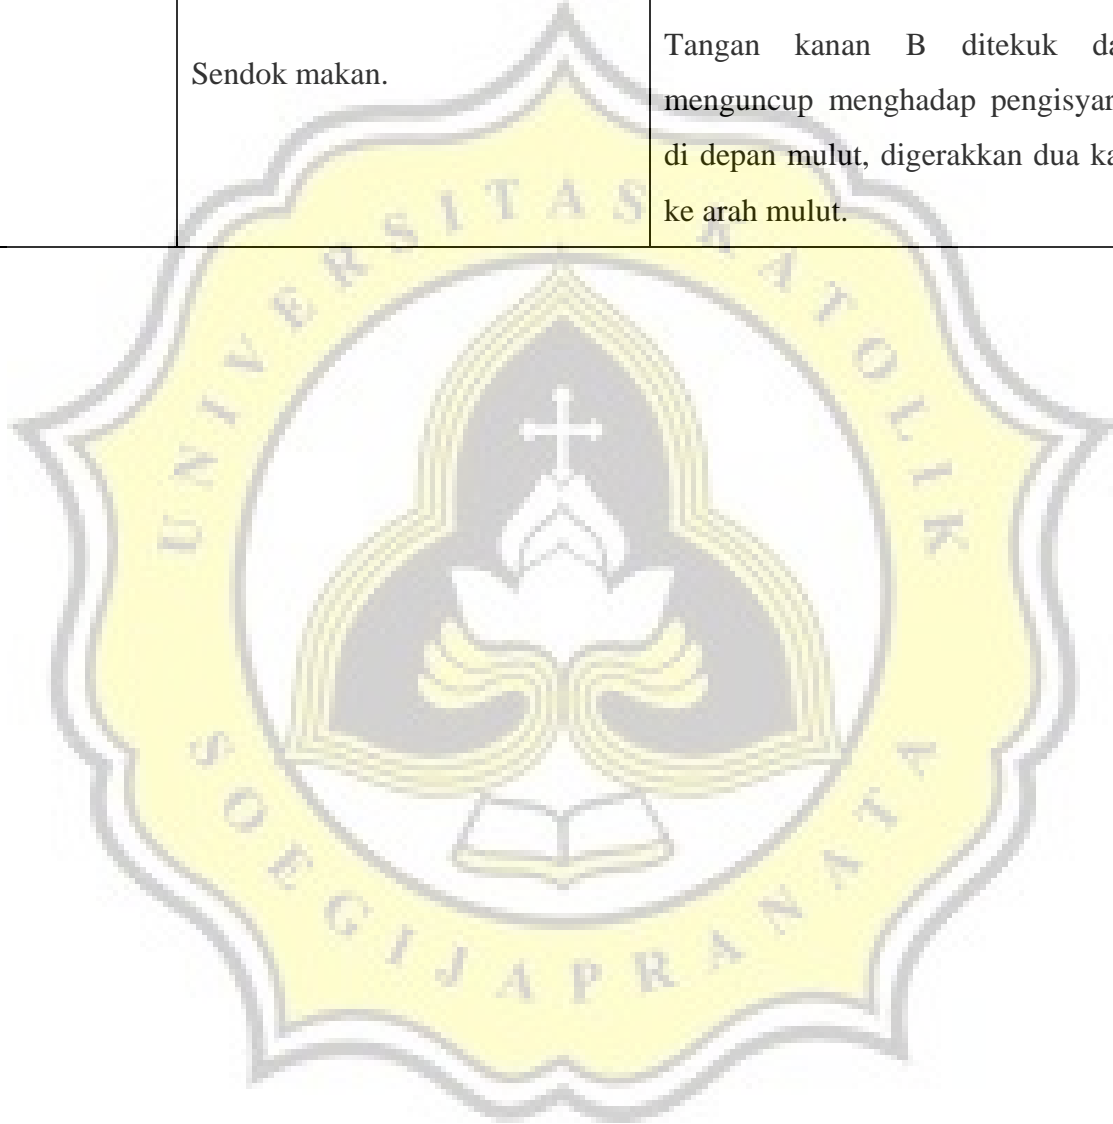 Sendok makan.
Tangan kanan B ditekuk da
menguncup menghadap pengisyar
di depan mulut, digerakkan dua ka
ke arah mulut.
UNIVERSITAS KATOLIK
SOEGIJAPRANATA